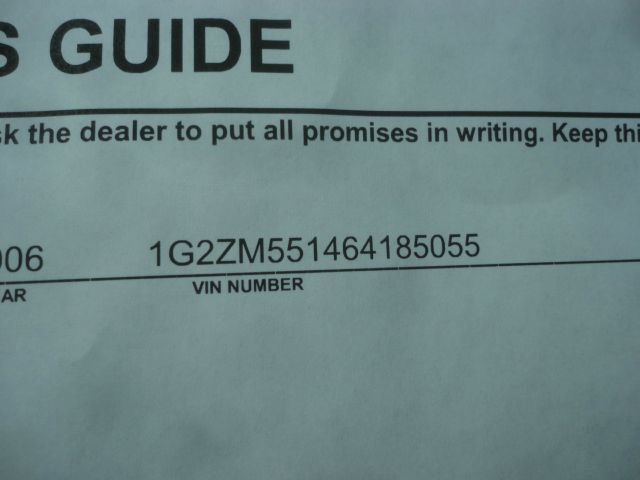 S GUIDE
sk the dealer to put all promises in writing. Keep thi
006 1G2ZM551464185055
AR VIN NUMBER